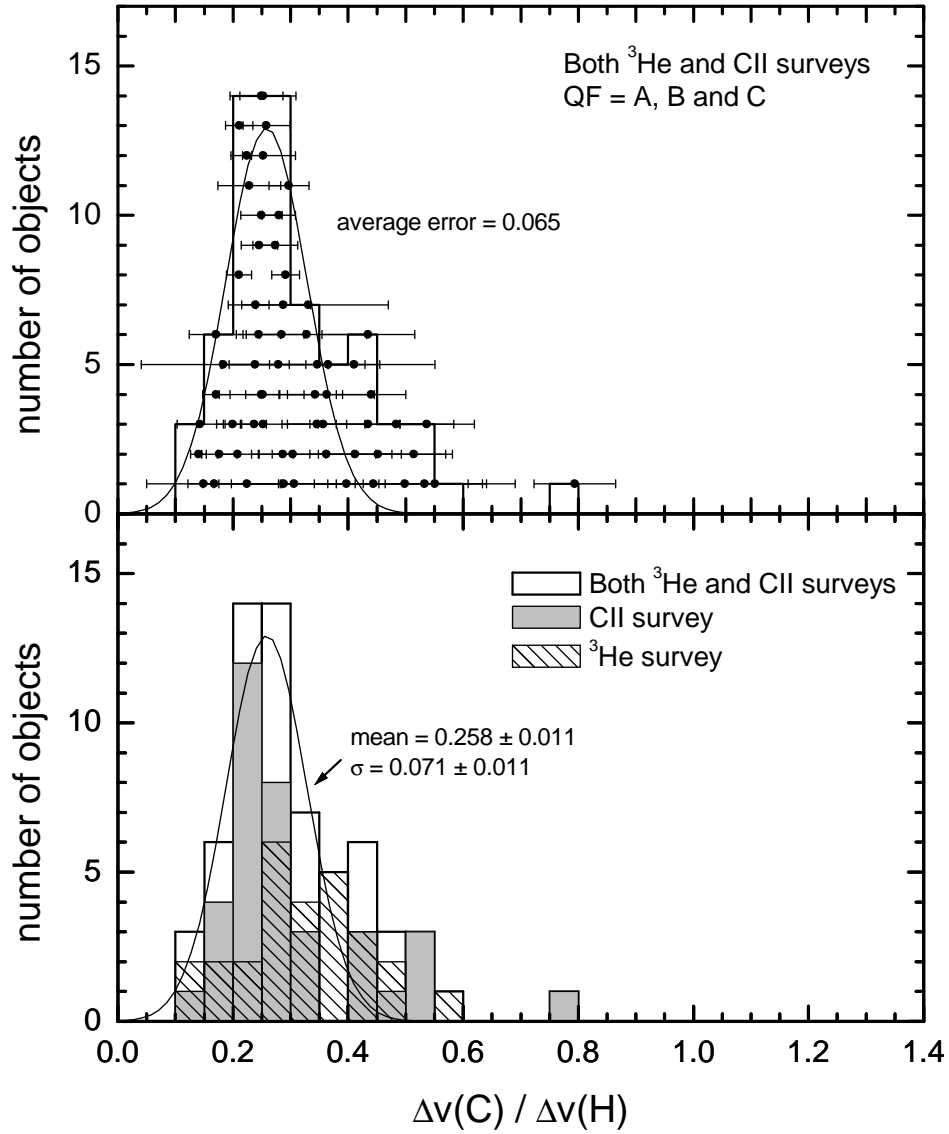 15
10
5
0
number of objects
Both ³He and CII surveys
QF = A, B and C
average error = 0.065
15
10
5
0
number of objects
Both ³He and CII surveys
CII survey
³He survey
mean = 0.258 ± 0.011
σ = 0.071 ± 0.011
0.0 0.2 0.4 0.6 0.8 1.0 1.2 1.4
Δv(C) / Δv(H)